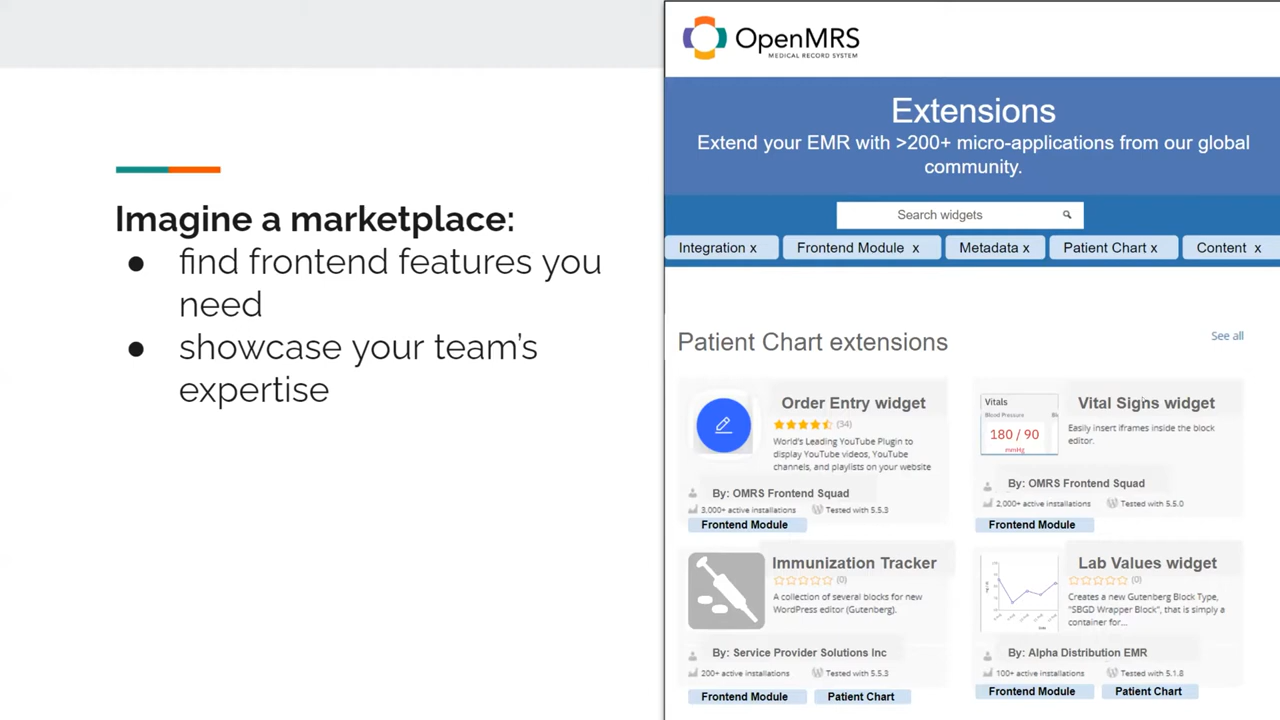 Imagine a marketplace:
● find frontend features you
need
● showcase your team's
expertise
OpenMRS
MEDICAL RECORD SYSTEM
Extensions
Extend your EMR with >200+ micro-applications from our global
community.
Search widgets
Integration x Frontend Module x Metadata x Patient Chart x Content x
Patient Chart extensions See all
Order Entry widget
(34)
World's Leading YouTube Plugin to
display YouTube videos, YouTube
channels, and playlists on your website
By: OMRS Frontend Squad
3,000+ active installations Tested with 5.5.3
Frontend Module
Vitals
Blood Pressure
180 / 90
mmHg
Vital Signs widget
Easily insert iframes inside the block
editor.
By: OMRS Frontend Squad
2,000+ active installations Tested with 5.5.0
Frontend Module
Immunization Tracker
(0)
A collection of several blocks for new
WordPress editor (Gutenberg).
By: Service Provider Solutions Inc
200+ active installations Tested with 5.5.3
Frontend Module Patient Chart
Lab Values widget
(0)
Creates a new Gutenberg Block Type,
"SBGD Wrapper Block", that is simply a
container for...
By: Alpha Distribution EMR
100+ active installations Tested with 5.1.8
Frontend Module Patient Chart